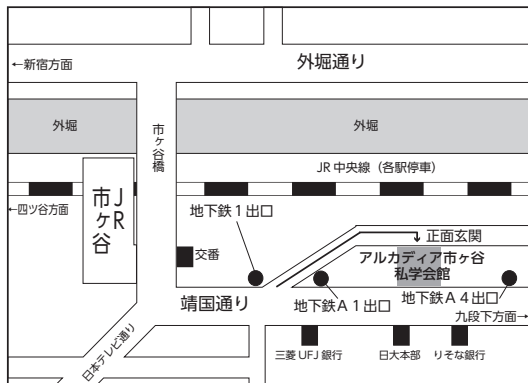 外堀通り
←新宿方面
外堀
市ヶ谷橋
外堀
JR中央線（各駅停車）
JR
市ヶ谷
←四ツ谷方面
地下鉄1出口
正面玄関
交番
アルカディア市ヶ谷
私学会館
靖国通り
地下鉄A1出口
地下鉄A4出口
九段下方面→
日本テレビ通り
三菱UFJ銀行
日大本部
りそな銀行